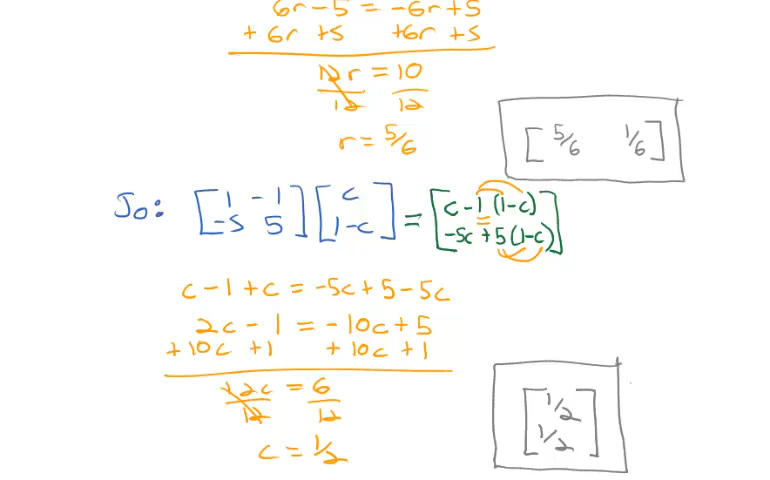 6r - 5 = -6r + 5
+ 6r + 5 +6r + 5
12r = 10
12 12
r = 5/6
[ 5/6 1/6 ]
Jo: [ 1 -1 ] [ c ] = [ c - 1 (1-c) ]
[ -5 5 ] [ 1-c ] = [ -5c + 5 (1-c) ]
c - 1 + c = -5c + 5 - 5c
2c - 1 = -10c + 5
+10c +1 + 10c + 1
12c = 6
12 12
c = 1/2
[ 1/2
1/2 ]